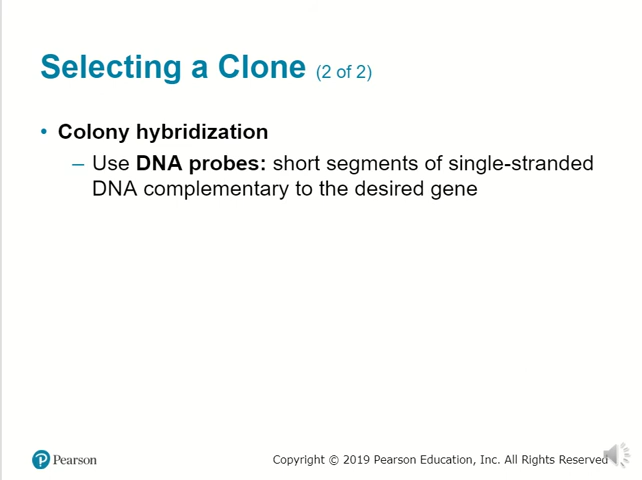 Selecting a Clone (2 of 2)
• Colony hybridization
– Use DNA probes: short segments of single-stranded
DNA complementary to the desired gene
Pearson
Copyright © 2019 Pearson Education, Inc. All Rights Reserved